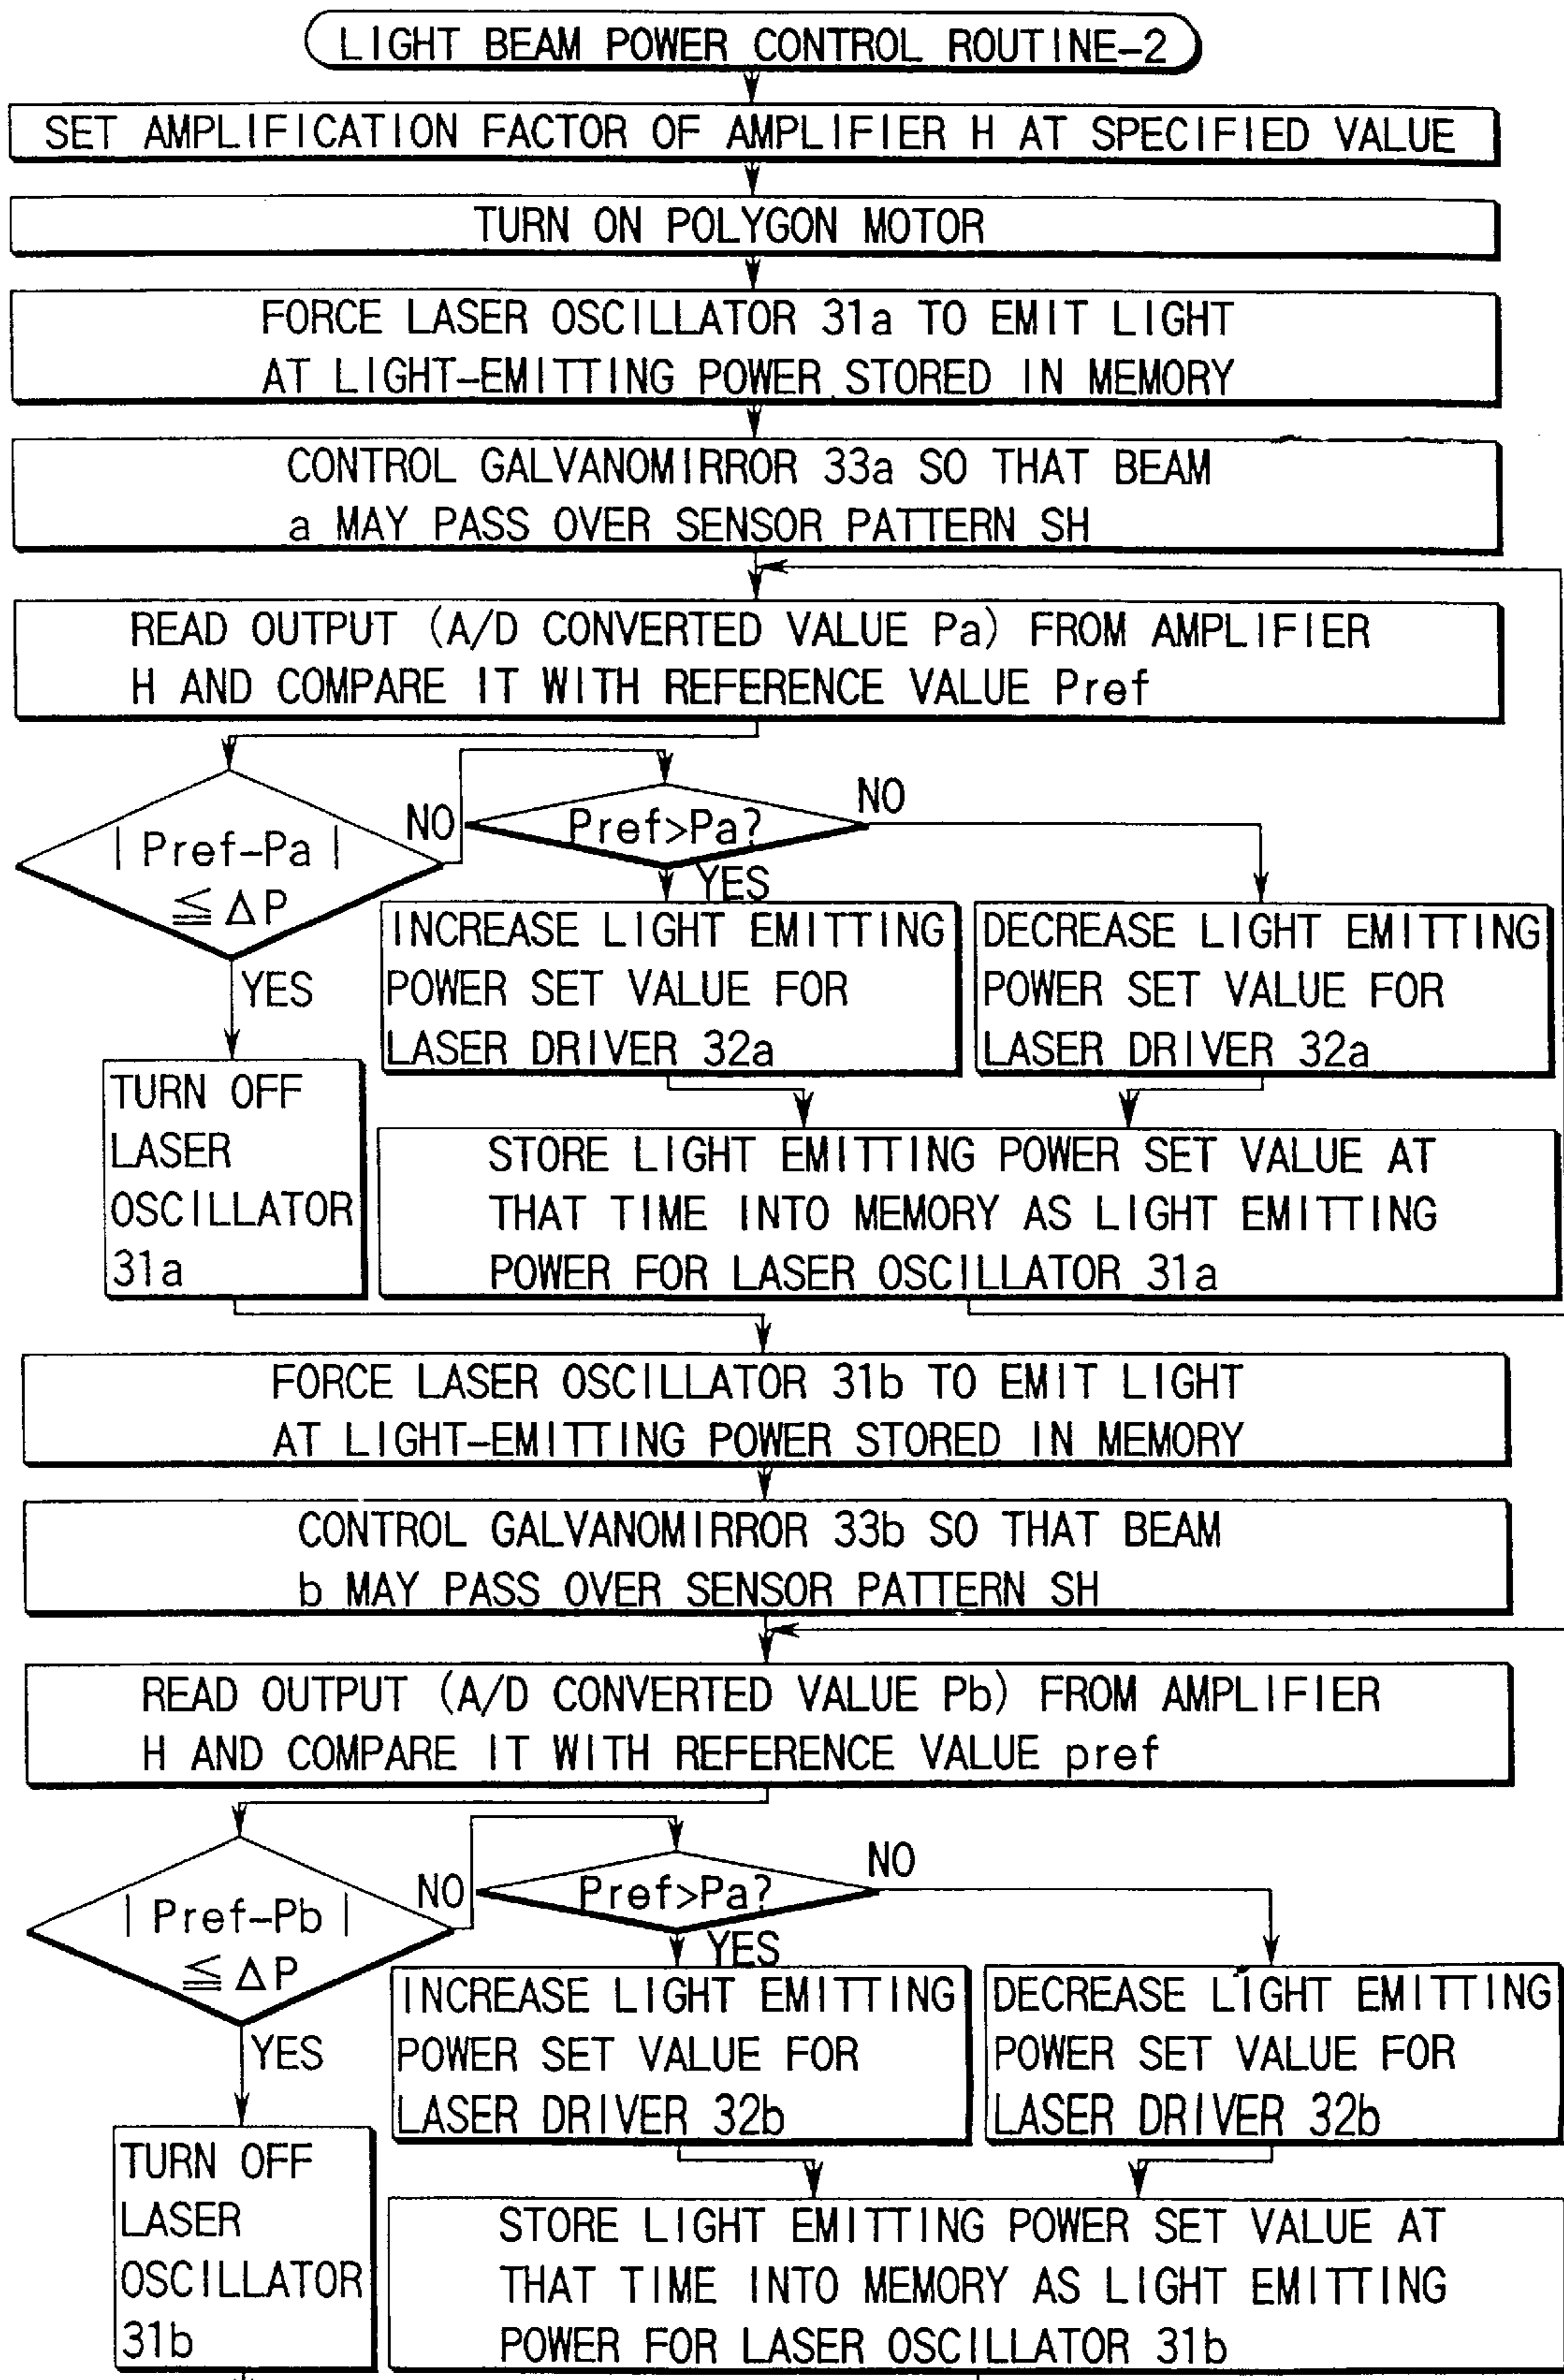 LIGHT BEAM POWER CONTROL ROUTINE-2
SET AMPLIFICATION FACTOR OF AMPLIFIER H AT SPECIFIED VALUE
TURN ON POLYGON MOTOR
FORCE LASER OSCILLATOR 31a TO EMIT LIGHT
AT LIGHT-EMITTING POWER STORED IN MEMORY
CONTROL GALVANOMIRROR 33a SO THAT BEAM
a MAY PASS OVER SENSOR PATTERN SH
READ OUTPUT (A/D CONVERTED VALUE Pa) FROM AMPLIFIER
H AND COMPARE IT WITH REFERENCE VALUE Pref
| Pref-Pa |
≦ ΔP
NO
Pref>Pa?
NO
YES
YES
INCREASE LIGHT EMITTING
POWER SET VALUE FOR
LASER DRIVER 32a
DECREASE LIGHT EMITTING
POWER SET VALUE FOR
LASER DRIVER 32a
TURN OFF
LASER
OSCILLATOR
31a
STORE LIGHT EMITTING POWER SET VALUE AT
THAT TIME INTO MEMORY AS LIGHT EMITTING
POWER FOR LASER OSCILLATOR 31a
FORCE LASER OSCILLATOR 31b TO EMIT LIGHT
AT LIGHT-EMITTING POWER STORED IN MEMORY
CONTROL GALVANOMIRROR 33b SO THAT BEAM
b MAY PASS OVER SENSOR PATTERN SH
READ OUTPUT (A/D CONVERTED VALUE Pb) FROM AMPLIFIER
H AND COMPARE IT WITH REFERENCE VALUE pref
| Pref-Pb |
≦ ΔP
NO
Pref>Pa?
NO
YES
YES
INCREASE LIGHT EMITTING
POWER SET VALUE FOR
LASER DRIVER 32b
DECREASE LIGHT EMITTING
POWER SET VALUE FOR
LASER DRIVER 32b
TURN OFF
LASER
OSCILLATOR
31b
STORE LIGHT EMITTING POWER SET VALUE AT
THAT TIME INTO MEMORY AS LIGHT EMITTING
POWER FOR LASER OSCILLATOR 31b